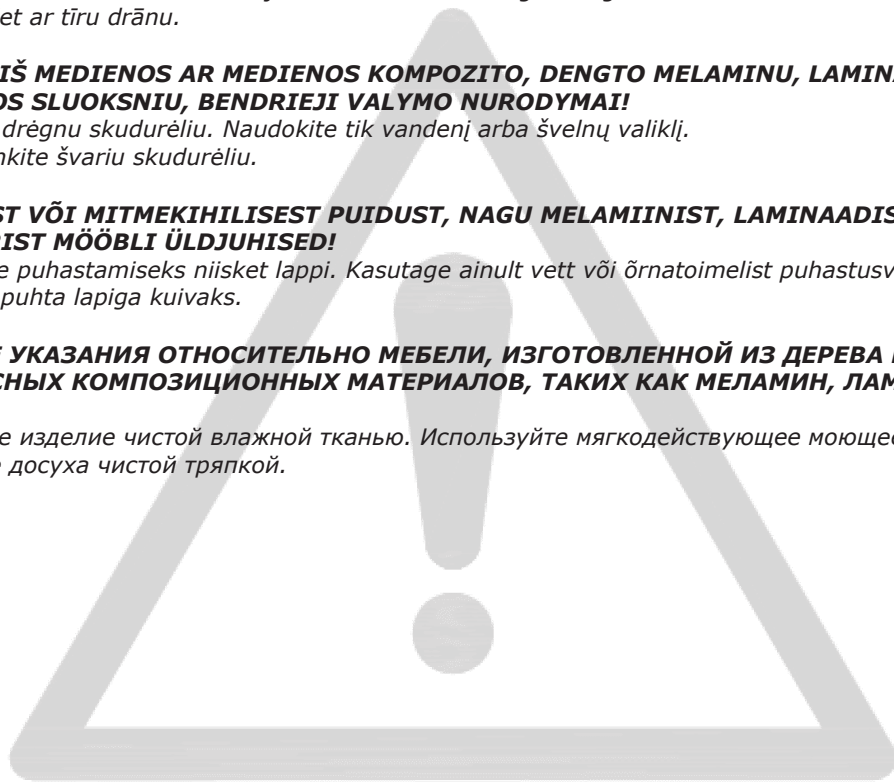 et ar tīru drānu.
IŠ MEDIENOS AR MEDIENOS KOMPOZITO, DENGTO MELAMINU,
OS SLUOKSNIU, BENDRIEJI VALYMO NURODYMAI!
drėgnu skudurėliu. Naudokite tik vandenį arba švelnų valiklį.
kite švariu skudurėliu.
ST VÕI MITMEKIHILISEST PUIDUST, NAGU MELAMIINIST, LAMINAADIS
IST MÖÖBLI ÜLDJUHISED!
e puhastamiseks niisket lappi. Kasutage ainult vett või õrnatoimelist puhastusv
puhta lapiga kuivaks.
Е УКАЗАНИЯ ОТНОСИТЕЛЬНО МЕБЕЛИ, ИЗГОТОВЛЕННОЙ ИЗ ДЕРЕВА
СНЫХ КОМПОЗИЦИОННЫХ МАТЕРИАЛОВ, ТАКИХ КАК МЕЛАМИН, ЛАМ
е изделие чистой влажной тканью. Используйте мягкодействующее моющее
досуха чистой тряпкой.